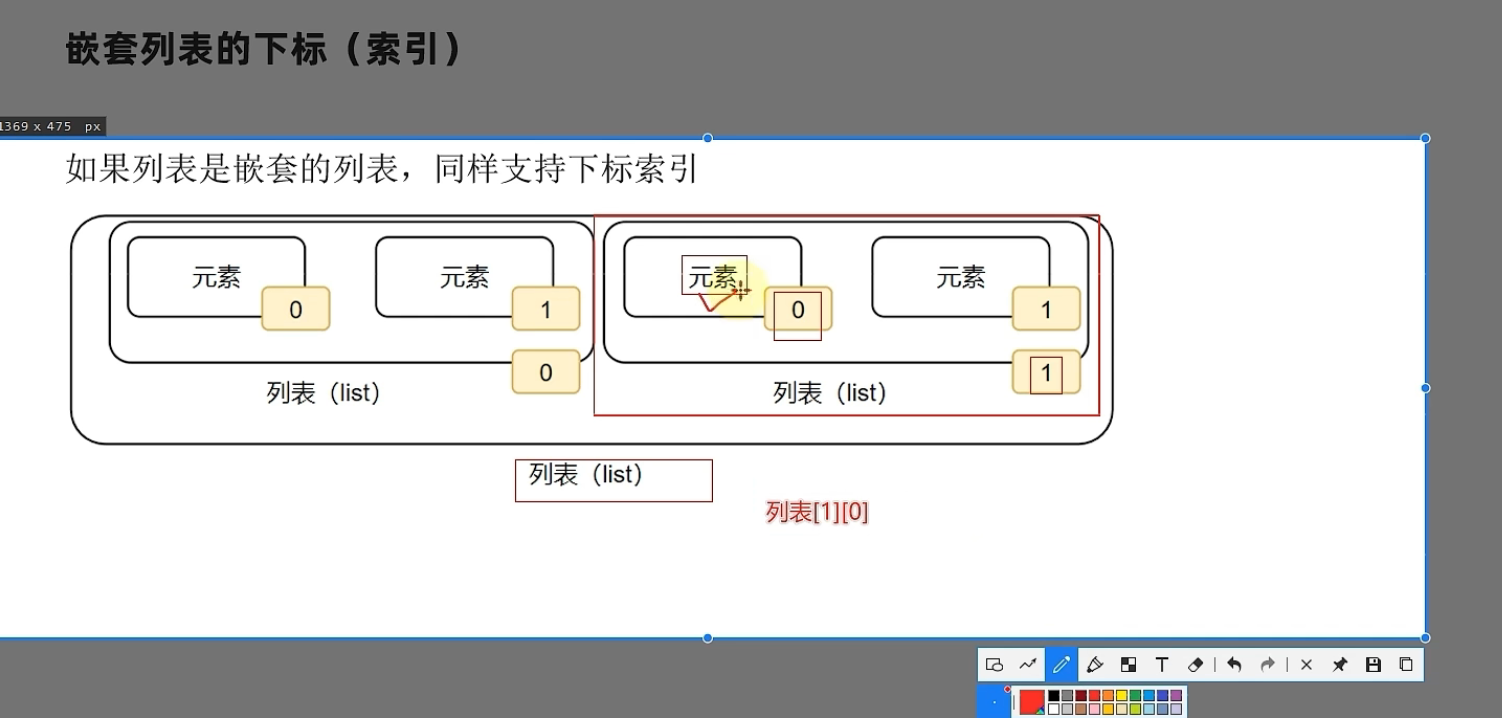 嵌套列表的下标（索引）
1369 x 475 px
如果列表是嵌套的列表，同样支持下标索引
元素 元素 元素 元素
0 1 0 1
0 1
列表（list） 列表（list）
列表（list）
列表[1][0]
T